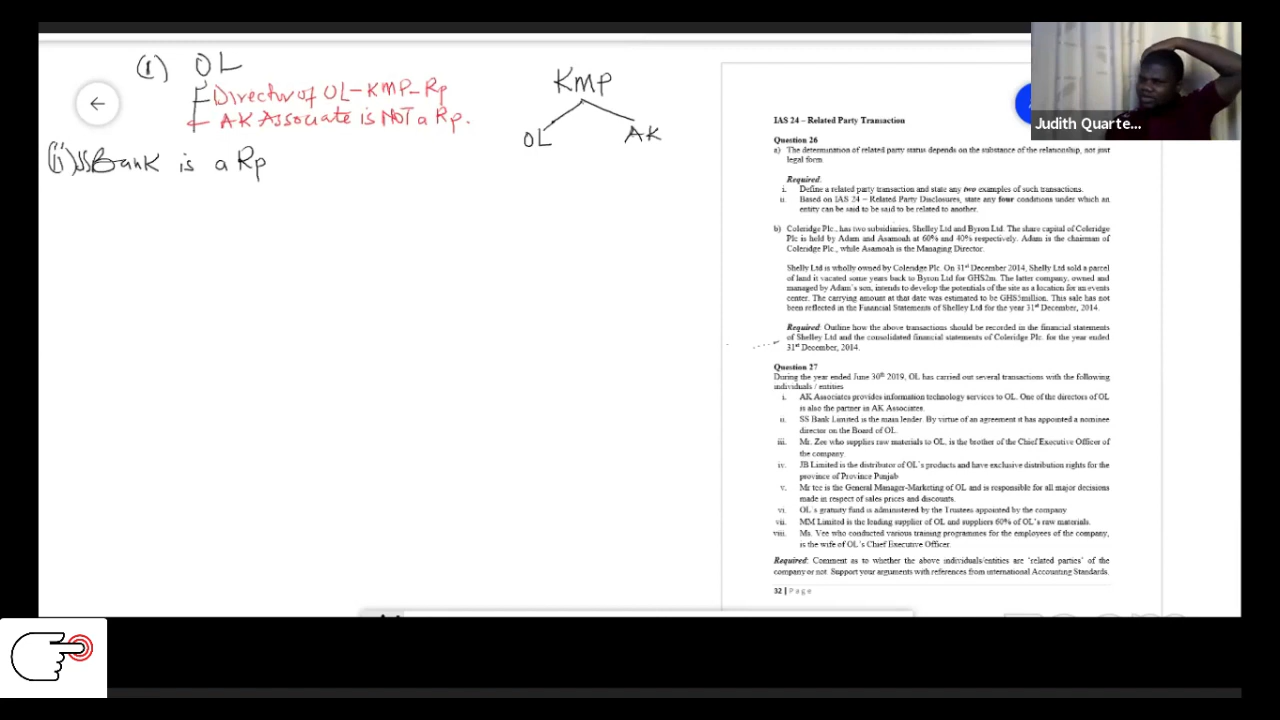 (i) OL
Director of OL-KMP-Rp
AK Associate is NOT a Rp.
(ii) SSBank is a Rp
Kmp
OL AK
Judith Quarte...
IAS 24 – Related Party Transaction
Question 26
a) The determination of related party status depends on the substance of the relationship, not just
legal form.
Required:
i. Define a related party transaction and state any two examples of such transactions.
ii. Based on IAS 24 – Related Party Disclosures, state any four conditions under which an
entity can be said to be said to be related to another.
b) Coleridge Plc., has two subsidiaries, Shelley Ltd and Byron Ltd. The share capital of Coleridge
Plc is held by Adam and Asamoah at 60% and 40% respectively. Adam is the chairman of
Coleridge Plc., while Asamoah is the Managing Director.
Shelly Ltd is wholly owned by Coleridge Plc. On 31st December 2014, Shelly Ltd sold a parcel
of land it vacated some years back to Byron Ltd for GHS2m. The latter company, owned and
managed by Adam's son, intends to develop the potentials of the site as a location for an events
center. The carrying amount at that date was estimated to be GHS5million. This sale has not
been reflected in the Financial Statements of Shelley Ltd for the year 31st December, 2014.
Required: Outline how the above transactions should be recorded in the financial statements
of Shelley Ltd and the consolidated financial statements of Coleridge Plc. for the year ended
31st December, 2014.
Question 27
During the year ended June 30th 2019, OL has carried out several transactions with the following
individuals / entities
i. AK Associates provides information technology services to OL. One of the directors of OL
is also the partner in AK Associates.
ii. SS Bank Limited is the main lender. By virtue of an agreement it has appointed a nominee
director on the Board of OL.
iii. Mr. Zee who supplies raw materials to OL, is the brother of the Chief Executive Officer of
the company.
iv. JB Limited is the distributor of OL's products and have exclusive distribution rights for the
province of Province Punjab
v. Mr tee is the General Manager-Marketing of OL and is responsible for all major decisions
made in respect of sales prices and discounts.
vi. OL's gratuity fund is administered by the Trustees appointed by the company
vii. MM Limited is the leading supplier of OL and suppliers 60% of OL's raw materials.
viii. Ms. Vee who conducted various training programmes for the employees of the company,
is the wife of OL's Chief Executive Officer.
Required: Comment as to whether the above individuals/entities are 'related parties' of the
company or not. Support your arguments with references from international Accounting Standards.
32 | Page